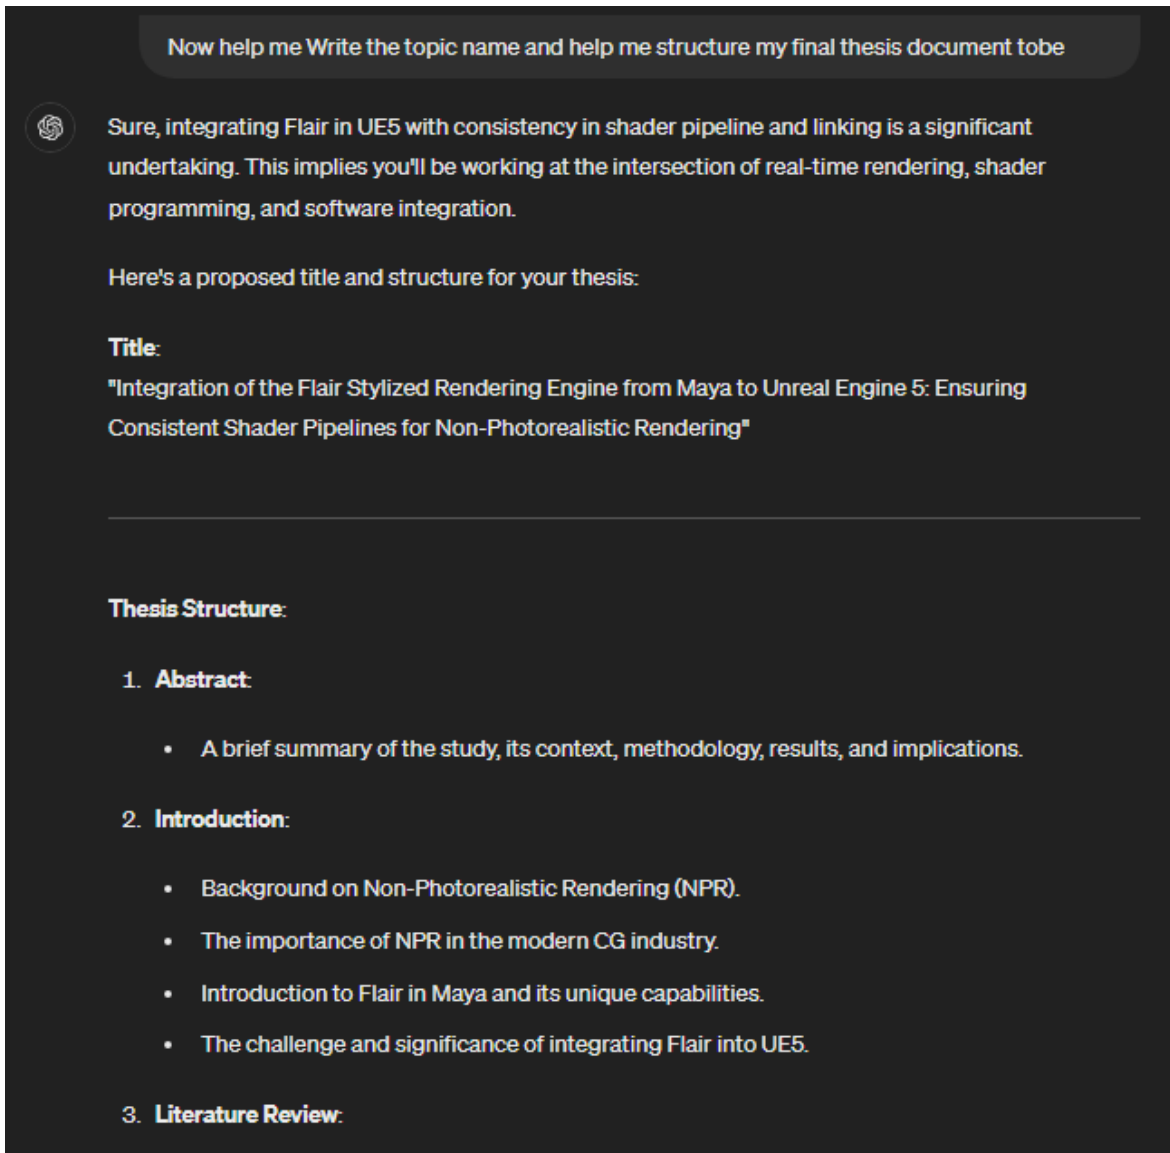 Now help me Write the topic name and help me structure my final thesis document tobe
Sure, integrating Flair in UE5 with consistency in shader pipeline and linking is a significant
undertaking. This implies you'll be working at the intersection of real-time rendering, shader
programming, and software integration.
Here's a proposed title and structure for your thesis:
Title:
"Integration of the Flair Stylized Rendering Engine from Maya to Unreal Engine 5: Ensuring
Consistent Shader Pipelines for Non-Photorealistic Rendering"
Thesis Structure:
1. Abstract:
• A brief summary of the study, its context, methodology, results, and implications.
2. Introduction:
• Background on Non-Photorealistic Rendering (NPR).
• The importance of NPR in the modern CG industry.
• Introduction to Flair in Maya and its unique capabilities.
• The challenge and significance of integrating Flair into UE5.
3. Literature Review: